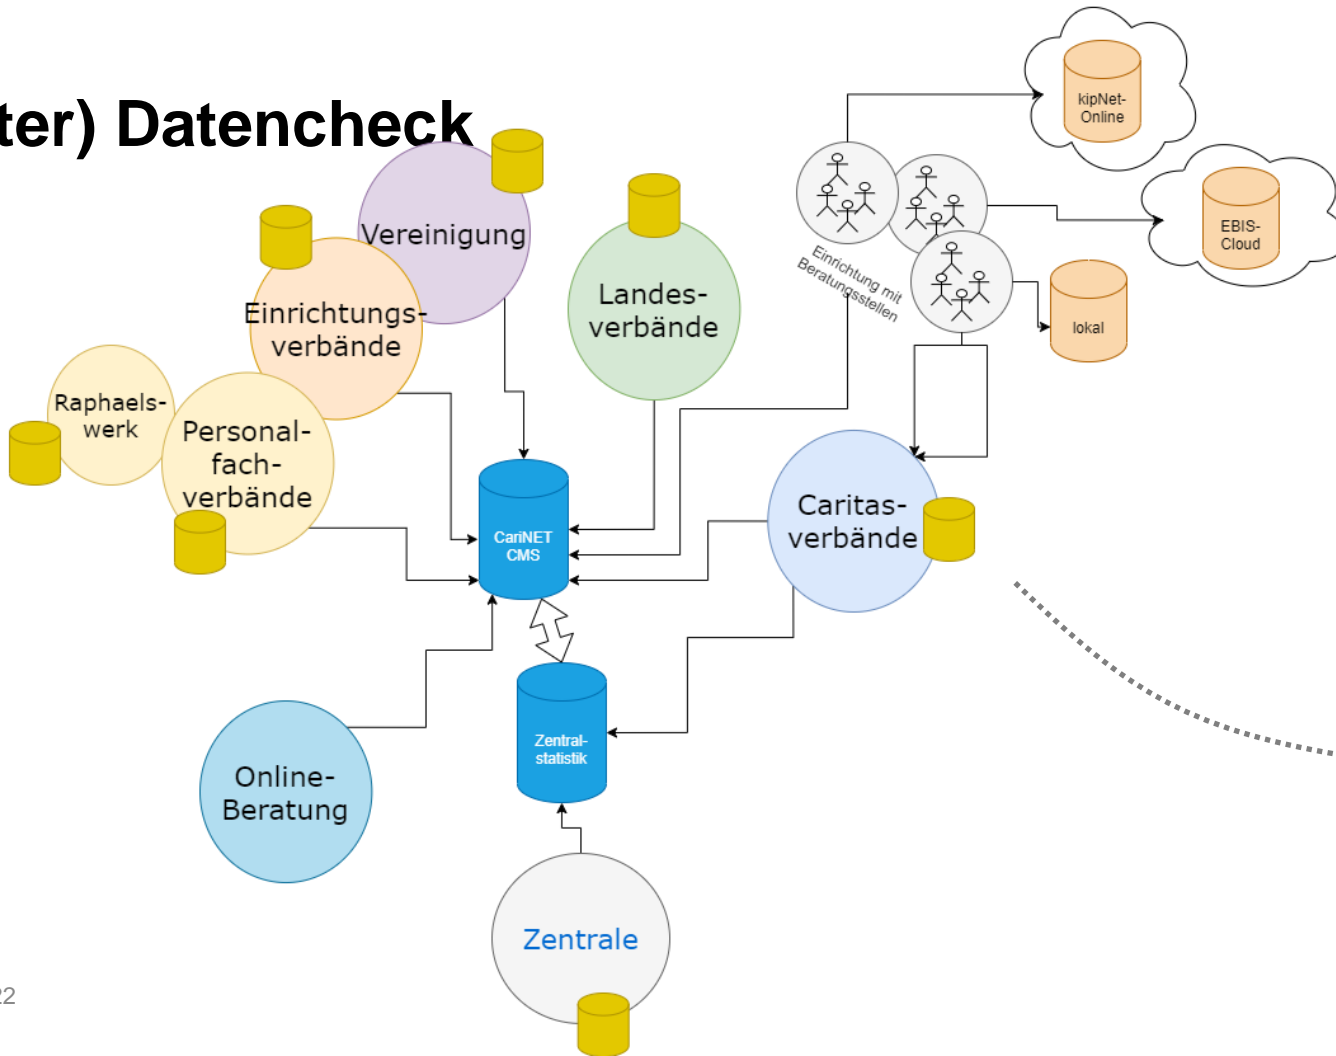 ter) Datencheck
kipNet-
Online
EBIS-
Cloud
lokal
Einrichtung mit
Beratungsstellen
Vereinigung
Landes-
verbände
Einrichtungs-
verbände
Raphaels-
werk
Personal-
fach-
verbände
CariNET
CMS
Caritas-
verbände
Zentral-
statistik
Online-
Beratung
Zentrale
22